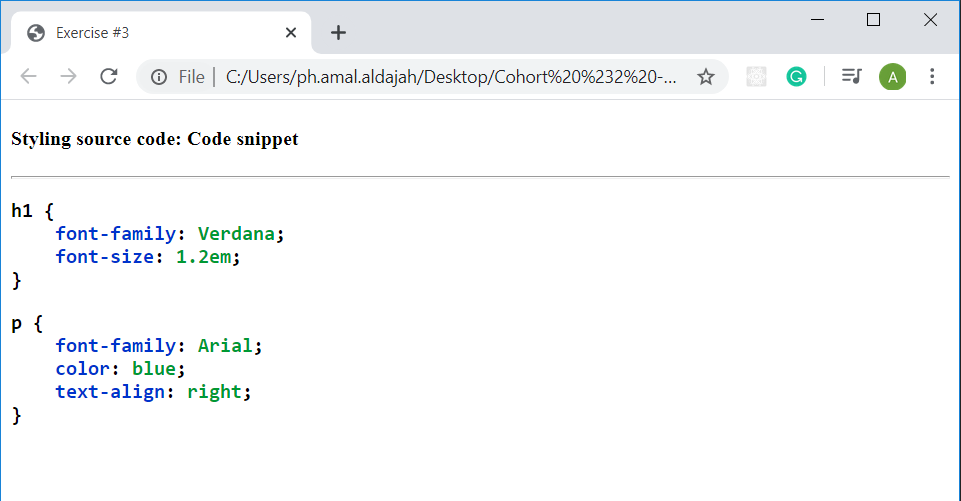 Exercise #3
File | C:/Users/ph.amal.aldajah/Desktop/Cohort%20%232%20-...
A
Styling source code: Code snippet
h1 {
    font-family: Verdana;
    font-size: 1.2em;
}
p {
    font-family: Arial;
    color: blue;
    text-align: right;
}